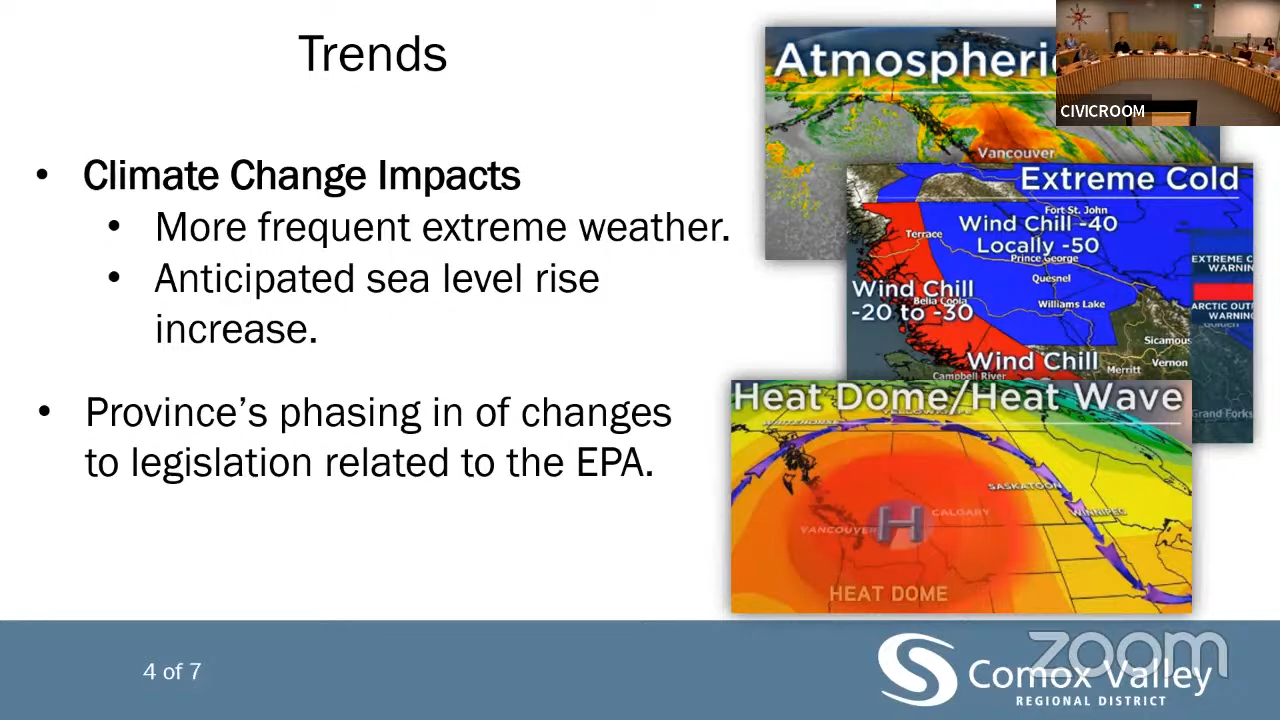 Trends
• Climate Change Impacts
• More frequent extreme weather.
• Anticipated sea level rise
increase.
• Province's phasing in of changes
to legislation related to the EPA.
Atmospheric
Vancouver
CIVICROOM
Extreme Cold
Fort St. John
Wind Chill -40
Locally -50
Terrace
Prince George
Quesnel
Williams Lake
Wind Chill
Bella Coola
-20 to -30
EXTREME C
WARNIN
ARCTIC OUT
WARNING
Sicamous
Vernon
Merritt
Wind Chill
Campbell River
Grand Forks
Heat Dome/Heat Wave
WHITEHORSE
YELLOWKNIFE
SASKATOON
WINNIPEG
CALGARY
VANCOUVER
H
HEAT DOME
4 of 7
zoom
Comox Valley
REGIONAL DISTRICT